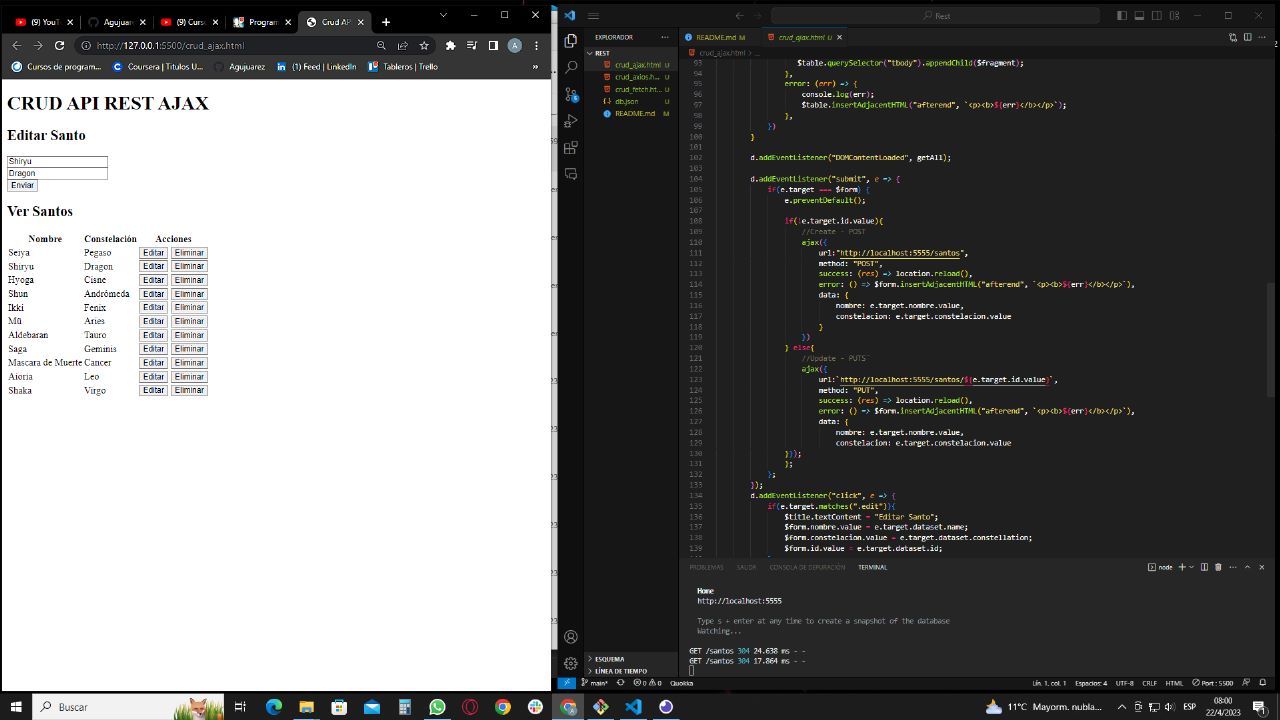 (9) YouT
Agujuare
(9) Curso
Program
Crud AP
http://127.0.0.1:5500/crud_ajax.html
A
Cursos de program...
Coursera | Titulos U...
Agujuarez
(1) Feed | LinkedIn
Tableros | Trello
»
CRUD API REST AJAX
Editar Santo
Shiryu
Dragon
Enviar
Ver Santos
Nombre Constelación Acciones
Seiya Pegaso Editar Eliminar
Shiryu Dragon Editar Eliminar
Hyoga Cisne Editar Eliminar
Shun Andrómeda Editar Eliminar
Ikki Fenix Editar Eliminar
Mü Aries Editar Eliminar
Aldebaran Tauro Editar Eliminar
Saga Geminis Editar Eliminar
Mascara de Muerte Cancer Editar Eliminar
Aioria Leo Editar Eliminar
Shaka Virgo Editar Eliminar
Rest
EXPLORADOR ...
REST
crud_ajax.html U
crud_axios.h... U
crud_fetch.ht... U
db.json U
README.md M
ESQUEMA
LÍNEA DE TIEMPO
README.md M
crud_ajax.html U
crud_ajax.html > ...
93 $table.querySelector("tbody").appendChild($fragment);
94 },
95 error: (err) => {
96 console.log(err);
97 $table.insertAdjacentHTML("afterend", `<p><b>${err}</b></p>`);
98 },
99 })
100 }
101
102 d.addEventListener("DOMContentLoaded", getAll);
103
104 d.addEventListener("submit", e => {
105 if(e.target === $form) {
106 e.preventDefault();
107
108 if(!e.target.id.value){
109 //Create - POST
110 ajax({
111 url:"http://localhost:5555/santos",
112 method: "POST",
113 success: (res) => location.reload(),
114 error: () => $form.insertAdjacentHTML("afterend", `<p><b>${err}</b></p>`),
115 data: {
116 nombre: e.target.nombre.value,
117 constelacion: e.target.constelacion.value
118 }
119 })
120 } else{
121 //Update - PUTS`
122 ajax({
123 url:`http://localhost:5555/santos/${e.target.id.value}`,
124 method: "PUT",
125 success: (res) => location.reload(),
126 error: () => $form.insertAdjacentHTML("afterend", `<p><b>${err}</b></p>`),
128 data: {
128 nombre: e.target.nombre.value,
129 constelacion: e.target.constelacion.value
130 }});
131 };
132 };
133 });
134 d.addEventListener("click", e => {
135 if(e.target.matches(".edit")){
136 $title.textContent = "Editar Santo";
137 $form.nombre.value = e.target.dataset.name;
138 $form.constelacion.value = e.target.dataset.constellation;
139 $form.id.value = e.target.dataset.id;
PROBLEMAS SALIDA CONSOLA DE DEPURACIÓN TERMINAL
node
Home
http://localhost:5555
Type s + enter at any time to create a snapshot of the database
Watching...
GET /santos 304 24.638 ms - -
GET /santos 304 17.864 ms - -
main* 0 0 Quokka
Lín. 1, col. 1 Espacios: 4 UTF-8 CRLF HTML Port : 5500
Buscar
11°C Mayorm. nubla...
ESP
08:00
22/4/2023